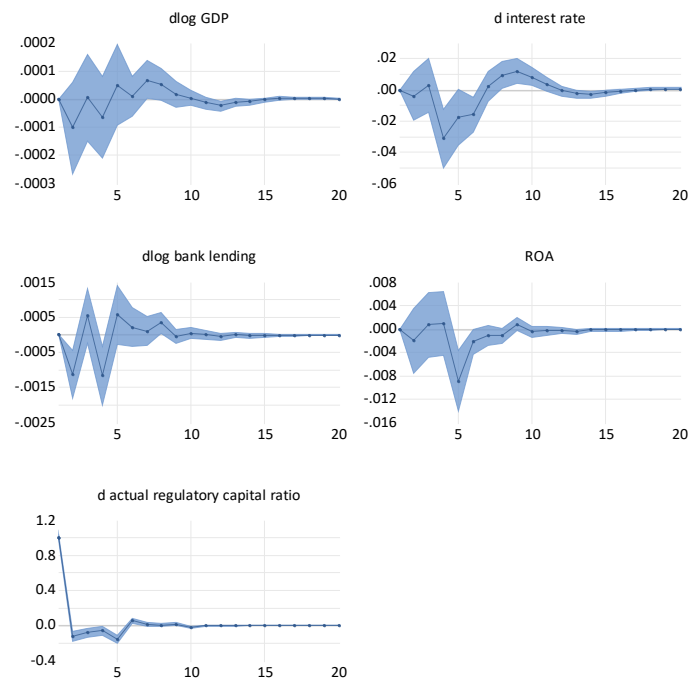 dlog GDP
.0002
.0001
.0000
-.0001
-.0002
-.0003
5 10 15 20
d interest rate
.02
.00
-.02
-.04
-.06
5 10 15 20
dlog bank lending
.0015
.0005
-.0005
-.0015
-.0025
5 10 15 20
ROA
.008
.004
.000
-.004
-.008
-.012
-.016
5 10 15 20
d actual regulatory capital ratio
1.2
0.8
0.4
0.0
-0.4
5 10 15 20